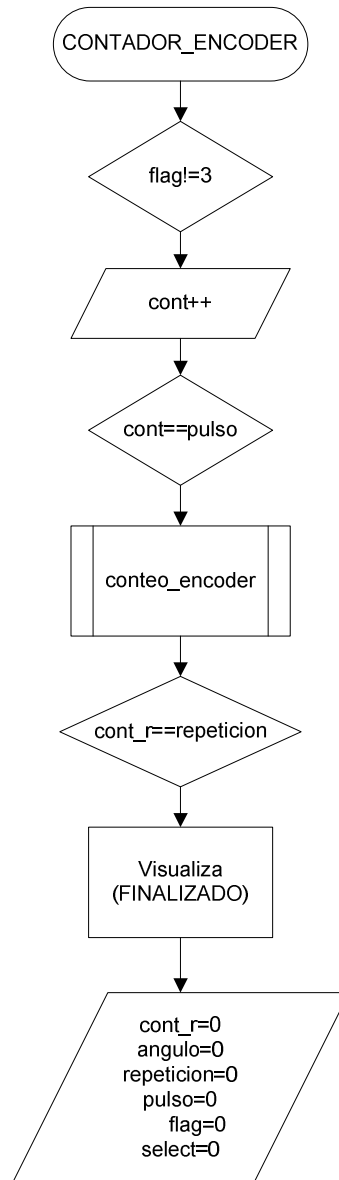 CONTADOR_ENCODER
flag!=3
cont++
cont==pulso
conteo_encoder
cont_r==repeticion
Visualiza
(FINALIZADO)
cont_r=0
angulo=0
repeticion=0
pulso=0
flag=0
select=0